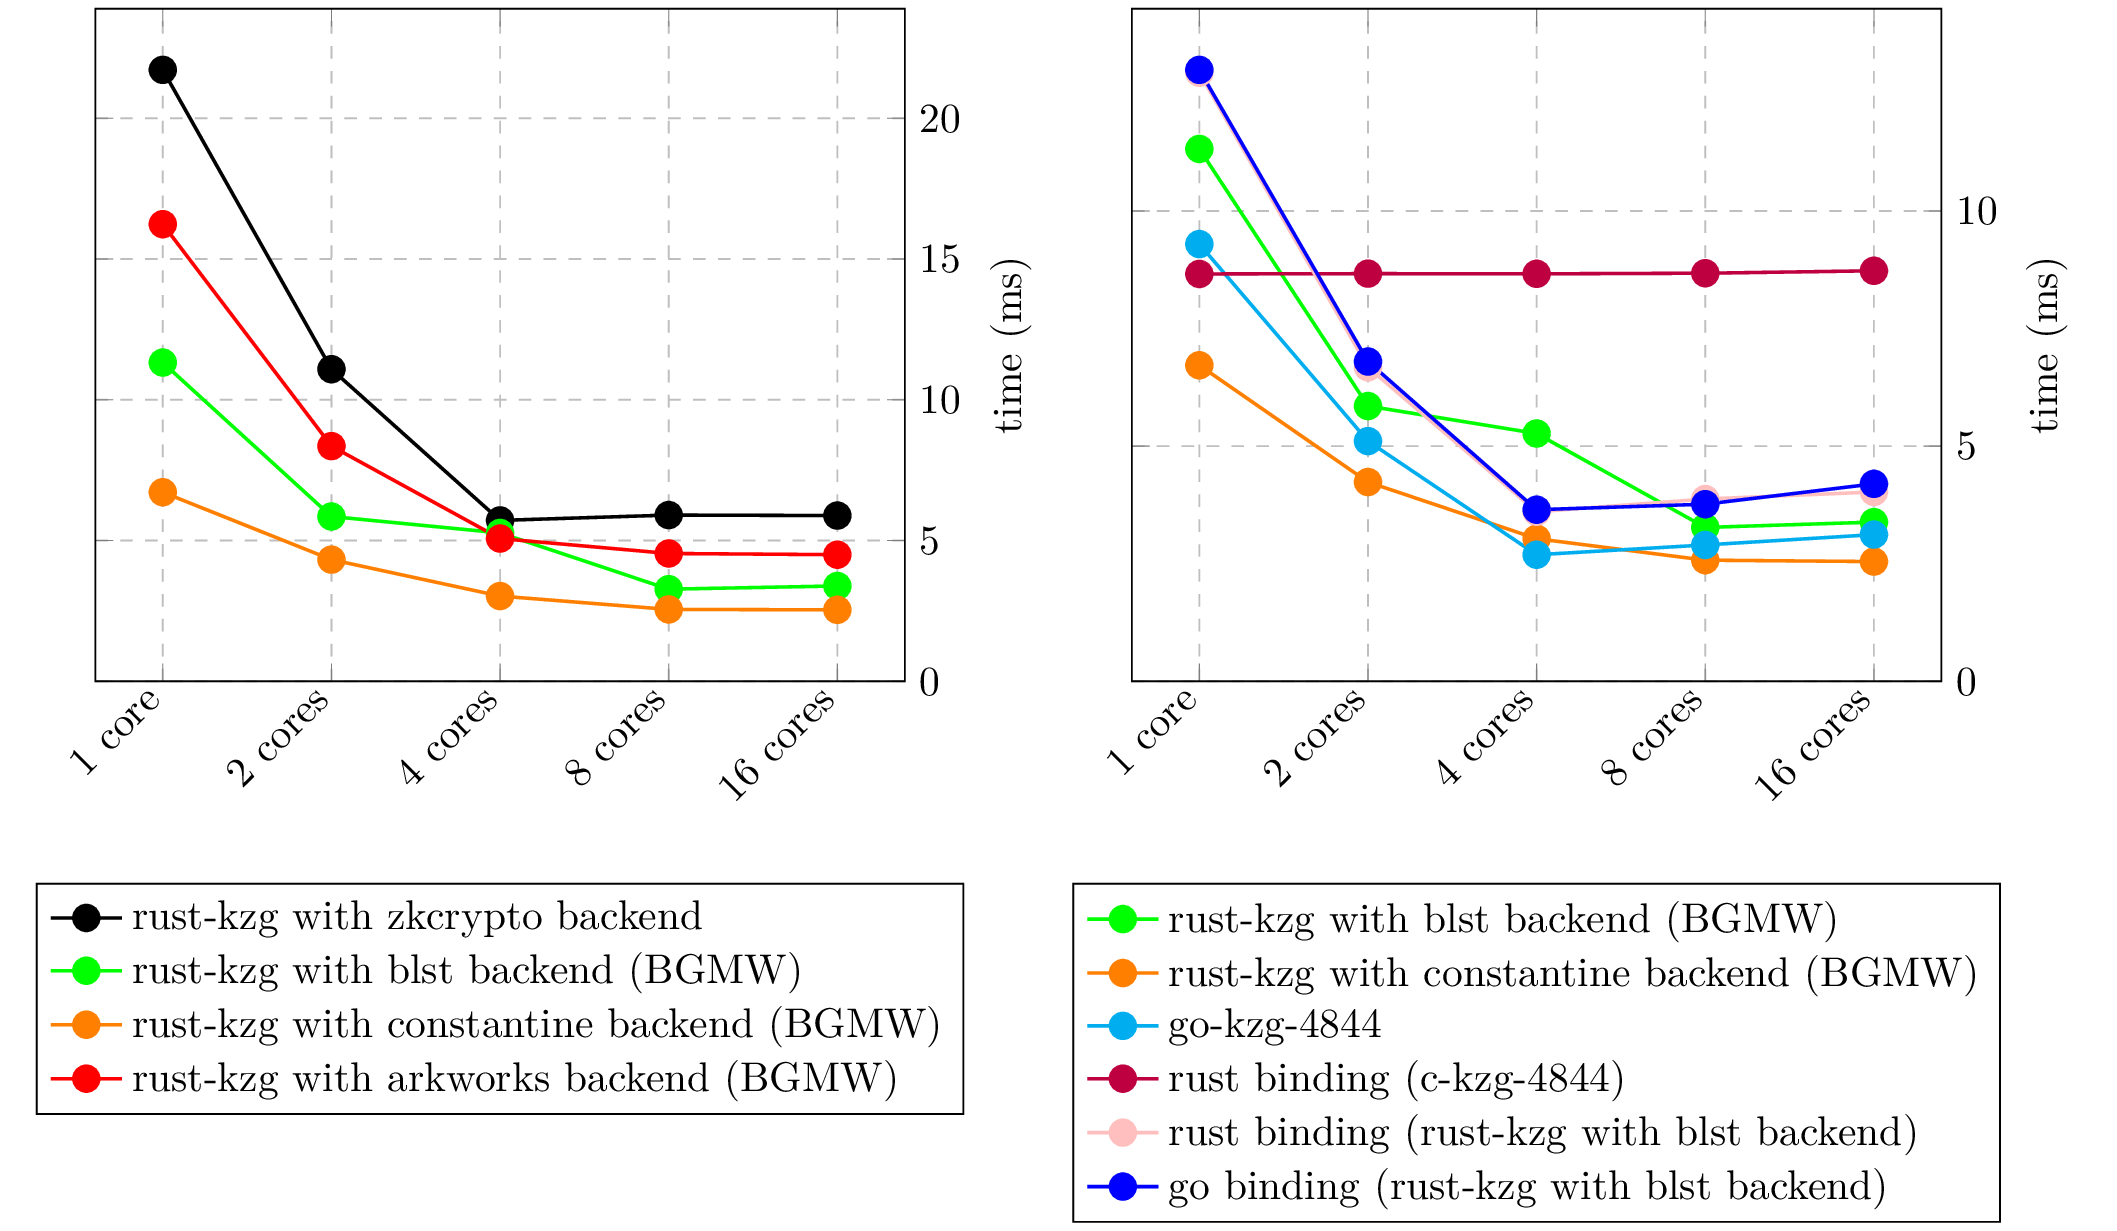 20
15
10
5
0
time (ms)
1 core
2 cores
4 cores
8 cores
16 cores
rust-kzg with zkcrypto backend
rust-kzg with blst backend (BGMW)
rust-kzg with constantine backend (BGMW)
rust-kzg with arkworks backend (BGMW)
10
5
0
time (ms)
1 core
2 cores
4 cores
8 cores
16 cores
rust-kzg with blst backend (BGMW)
rust-kzg with constantine backend (BGMW)
go-kzg-4844
rust binding (c-kzg-4844)
rust binding (rust-kzg with blst backend)
go binding (rust-kzg with blst backend)